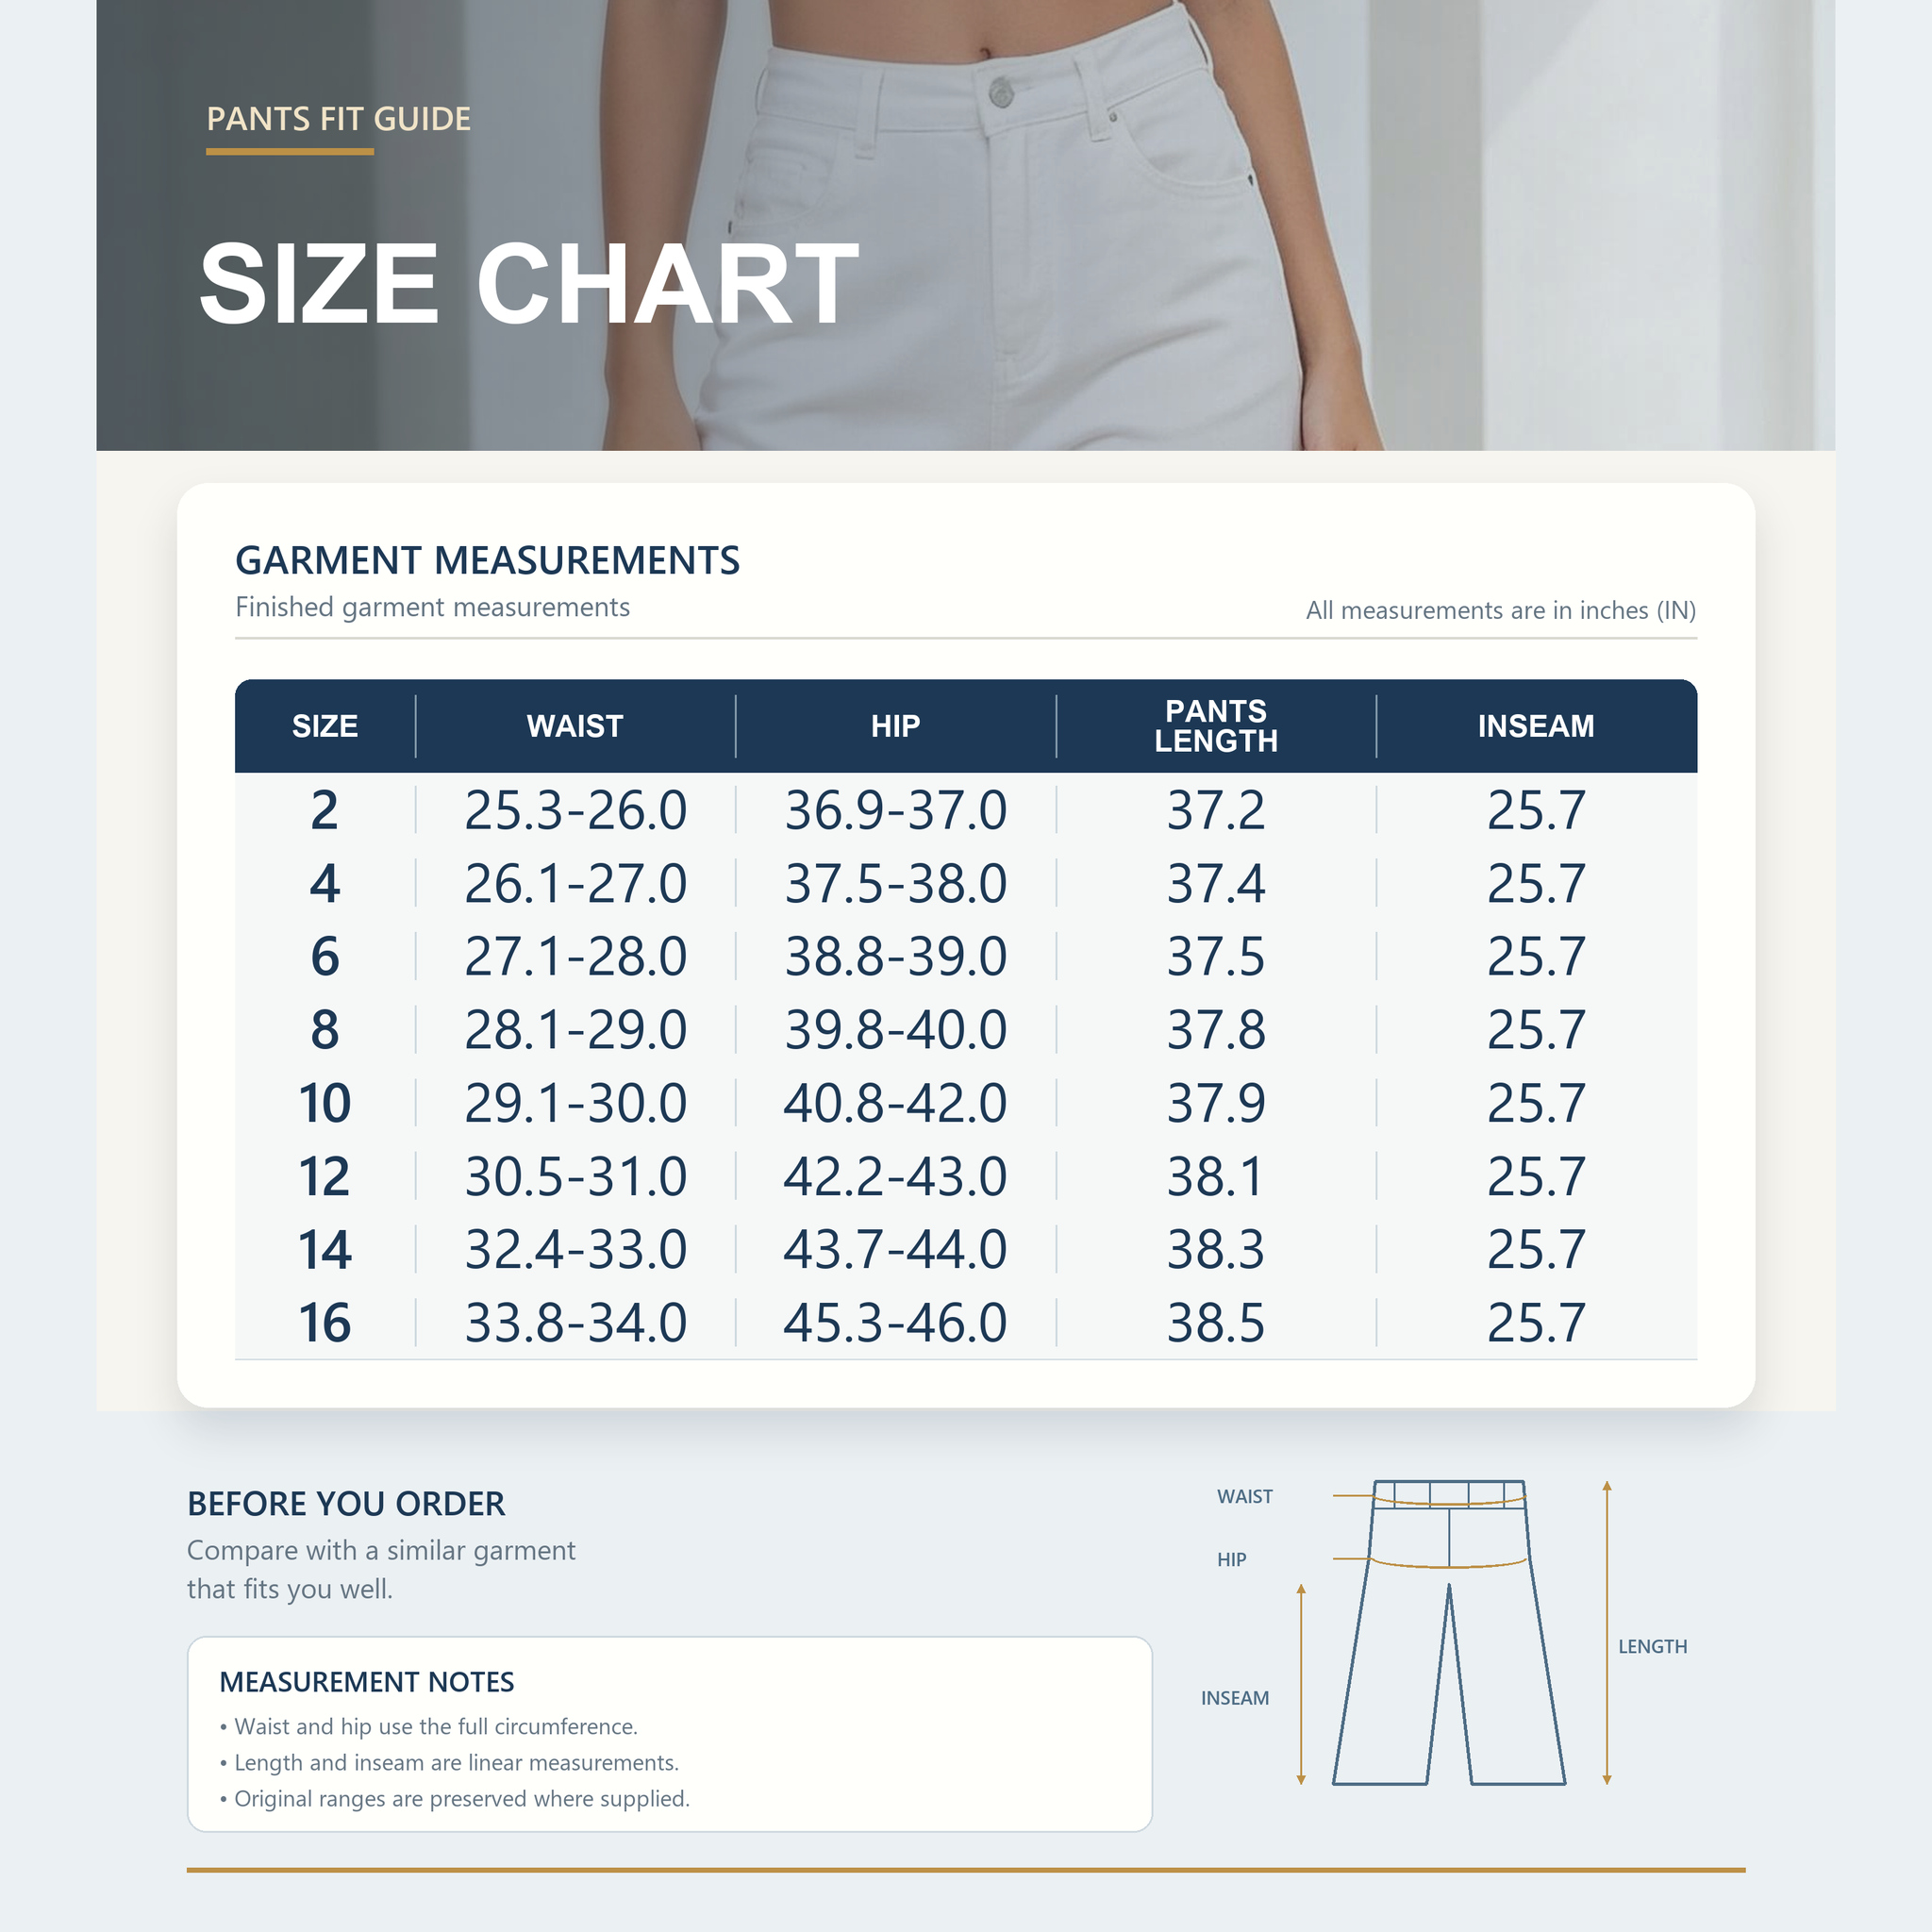 PANTS FIT GUIDE
SIZE CHART
GARMENT MEASUREMENTS
Finished garment measurements
All measurements are in inches (IN)
SIZE WAIST HIP PANTS LENGTH INSEAM
2 25.3-26.0 36.9-37.0 37.2 25.7
4 26.1-27.0 37.5-38.0 37.4 25.7
6 27.1-28.0 38.8-39.0 37.5 25.7
8 28.1-29.0 39.8-40.0 37.8 25.7
10 29.1-30.0 40.8-42.0 37.9 25.7
12 30.5-31.0 42.2-43.0 38.1 25.7
14 32.4-33.0 43.7-44.0 38.3 25.7
16 33.8-34.0 45.3-46.0 38.5 25.7
BEFORE YOU ORDER
Compare with a similar garment
that fits you well.
MEASUREMENT NOTES
• Waist and hip use the full circumference.
• Length and inseam are linear measurements.
• Original ranges are preserved where supplied.
WAIST
HIP
INSEAM
LENGTH